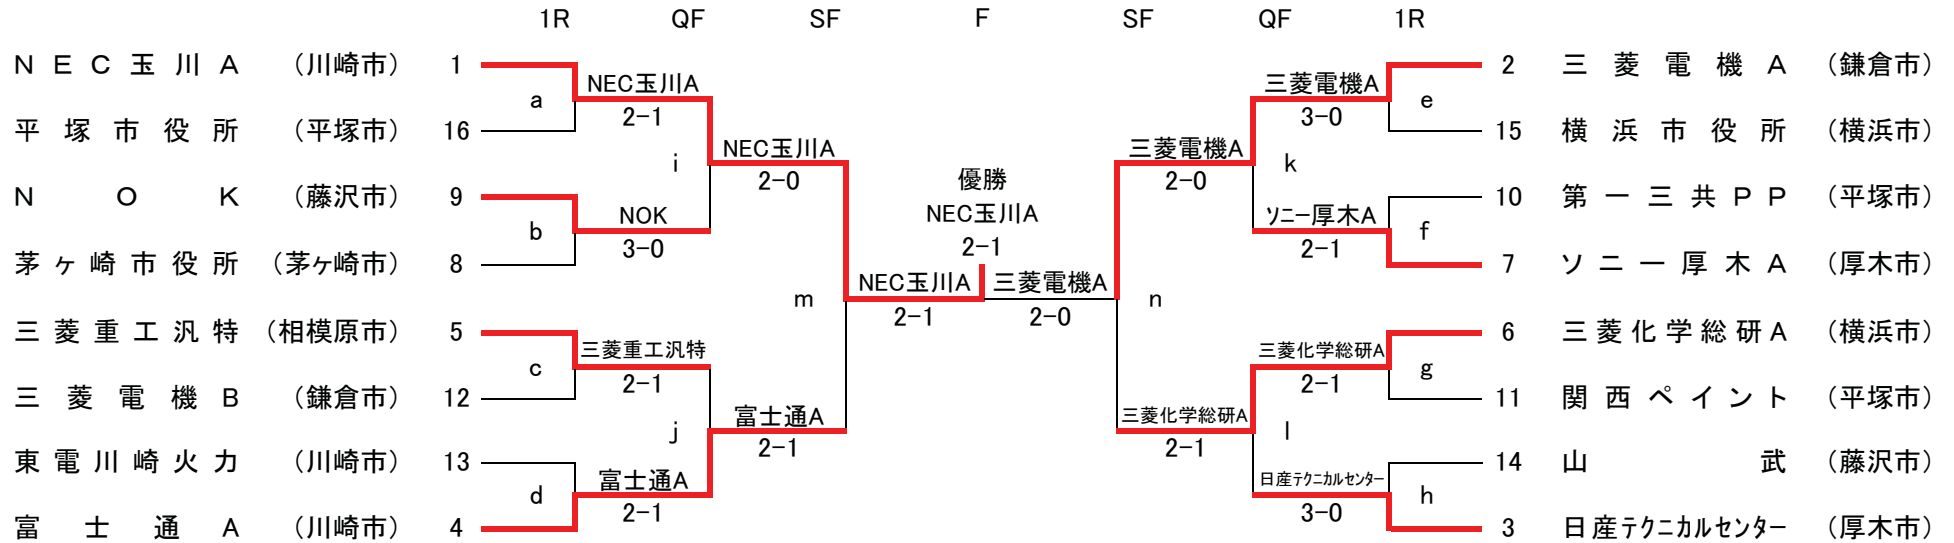 1R QF SF F SF QF 1R
NEC玉川A （川崎市） 1 2 三菱電機A （鎌倉市）
NEC玉川A 三菱電機A
a e
2-1 3-0
平塚市役所 （平塚市） 16 15 横浜市役所 （横浜市）
NEC玉川A 三菱電機A
i k
2-0 優勝 2-0
NOK （藤沢市） 9 10 第一三共PP （平塚市）
NOK NEC玉川A ソニー厚木A
b f
3-0 2-1 2-1
茅ヶ崎市役所 （茅ヶ崎市） 8 7 ソニー厚木A （厚木市）
NEC玉川A 三菱電機A
m n
2-1 2-0
三菱重工汎特 （相模原市） 5 6 三菱化学総研A （横浜市）
三菱重工汎特 三菱化学総研A
c g
2-1 2-1
三菱電機B （鎌倉市） 12 11 関西ペイント （平塚市）
富士通A 三菱化学総研A
j l
2-1 2-1
東電川崎火力 （川崎市） 13 14 山武 （藤沢市）
富士通A 日産テクニカルセンター
d h
2-1 3-0
富士通A （川崎市） 4 3 日産テクニカルセンター （厚木市）